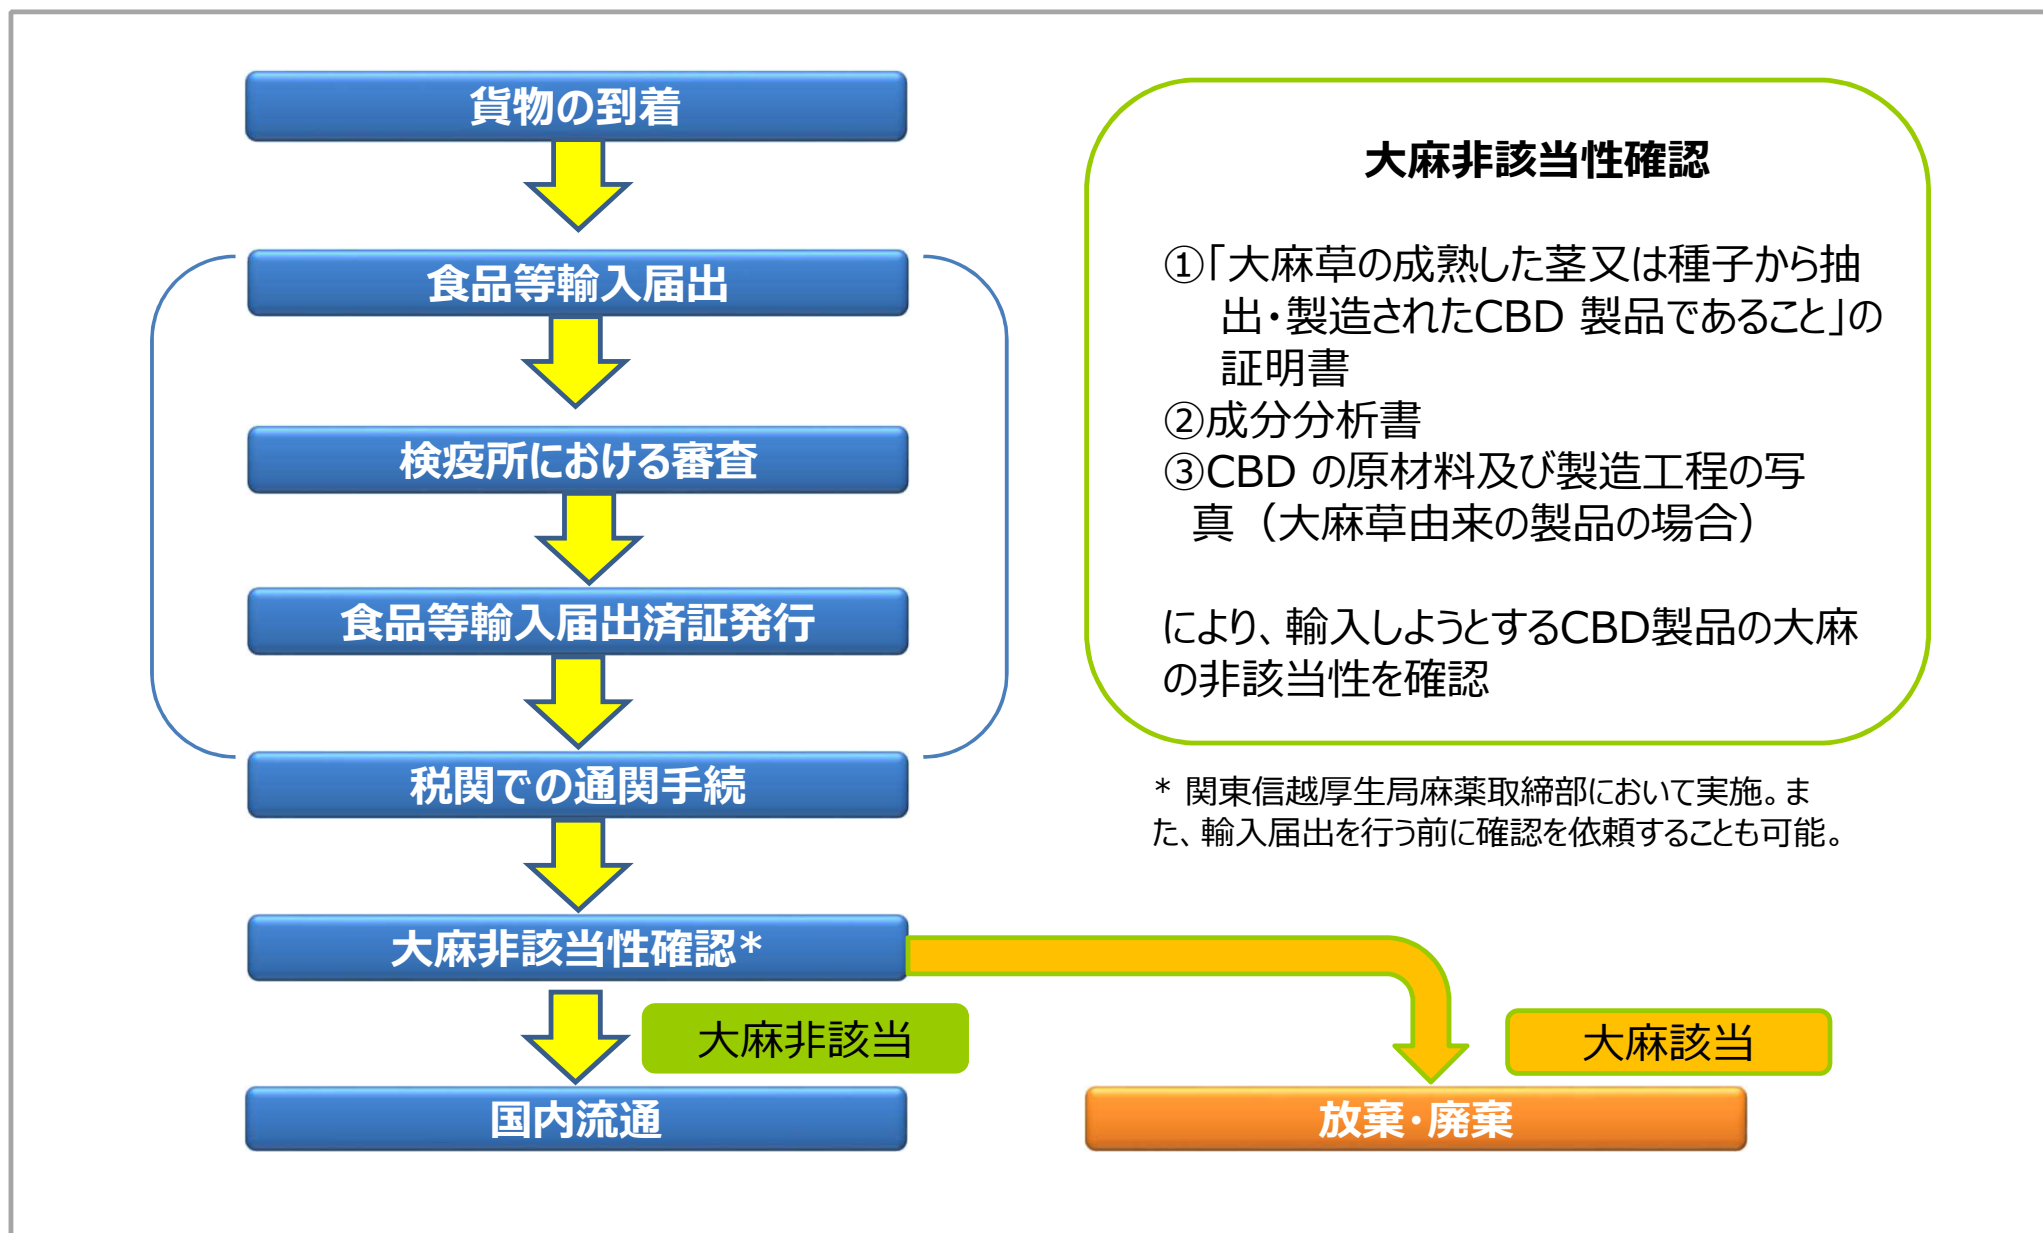 貨物の到着
食品等輸入届出
検疫所における審査
食品等輸入届出済証発行
税関での通関手続
大麻非該当性確認*
大麻非該当
国内流通
大麻非該当性確認
①「大麻草の成熟した茎又は種子から抽
出・製造されたCBD 製品であること」の
証明書
②成分分析書
③CBD の原材料及び製造工程の写
真（大麻草由来の製品の場合）
により、輸入しようとするCBD製品の大麻
の非該当性を確認
* 関東信越厚生局麻薬取締部において実施。ま
た、輸入届出を行う前に確認を依頼することも可能。
大麻該当
放棄・廃棄